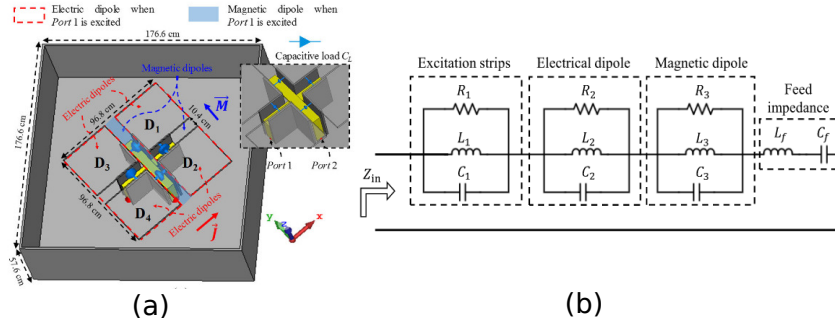 Electric dipole when
Port 1 is excited
Magnetic dipole when
Port 1 is excited
176.6 cm
Capacitive load C_L
Magnetic dipoles
Electric dipoles
M
10.4 cm
96.8 cm
176.6 cm
D1
D2
D3
D4
Port 1
Port 2
96.8 cm
Electric dipoles
J
y
z
x
57.6 cm
(a)
Excitation strips
Electrical dipole
Magnetic dipole
Feed
impedance
R1
R2
R3
L1
L2
L3
Lf
Cf
C1
C2
C3
Zin
(b)